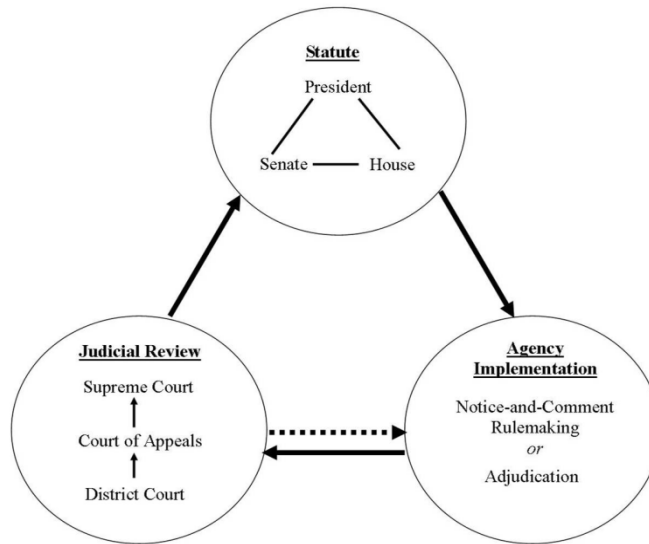 Statute
President
Senate House
Judicial Review
Supreme Court
Court of Appeals
District Court
Agency
Implementation
Notice-and-Comment
Rulemaking
or
Adjudication